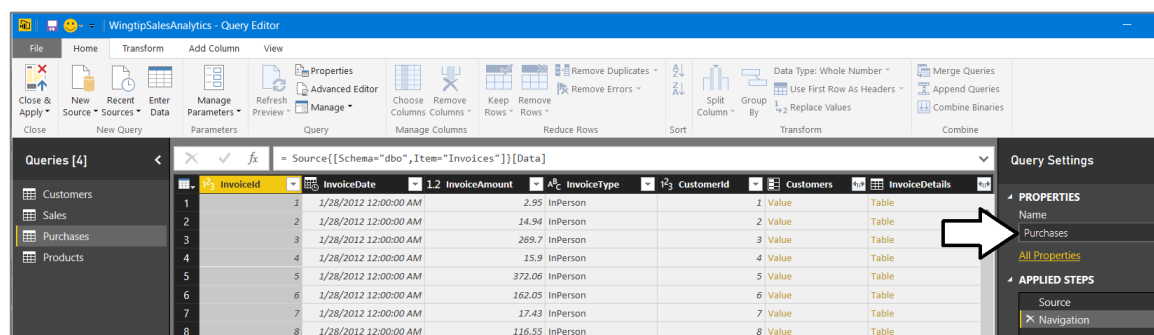 WingtipSalesAnalytics - Query Editor
File Home Transform Add Column View
Close & Apply New Source Recent Sources Enter Data Manage Parameters Refresh Preview Properties Advanced Editor Manage Choose Columns Remove Columns Keep Rows Remove Rows Remove Duplicates Remove Errors Split Column Group By Data Type: Whole Number Use First Row As Headers Replace Values Merge Queries Append Queries Combine Binaries
Close New Query Parameters Query Manage Columns Reduce Rows Sort Transform Combine
Queries [4] < fx = Source{[Schema="dbo",Item="Invoices"]}[Data] Query Settings
Customers
Sales
Purchases
Products
1²3 InvoiceId InvoiceDate 1.2 InvoiceAmount ABC InvoiceType 1²3 CustomerId Customers InvoiceDetails
1 1 1/28/2012 12:00:00 AM 2.95 InPerson 1 Value Table
2 2 1/28/2012 12:00:00 AM 14.94 InPerson 2 Value Table
3 3 1/28/2012 12:00:00 AM 269.7 InPerson 3 Value Table
4 4 1/28/2012 12:00:00 AM 15.9 InPerson 4 Value Table
5 5 1/28/2012 12:00:00 AM 372.06 InPerson 5 Value Table
6 6 1/28/2012 12:00:00 AM 162.05 InPerson 6 Value Table
7 7 1/28/2012 12:00:00 AM 17.43 InPerson 7 Value Table
8 8 1/28/2012 12:00:00 AM 116.55 InPerson 8 Value Table
PROPERTIES
Name
Purchases
All Properties
APPLIED STEPS
Source
Navigation